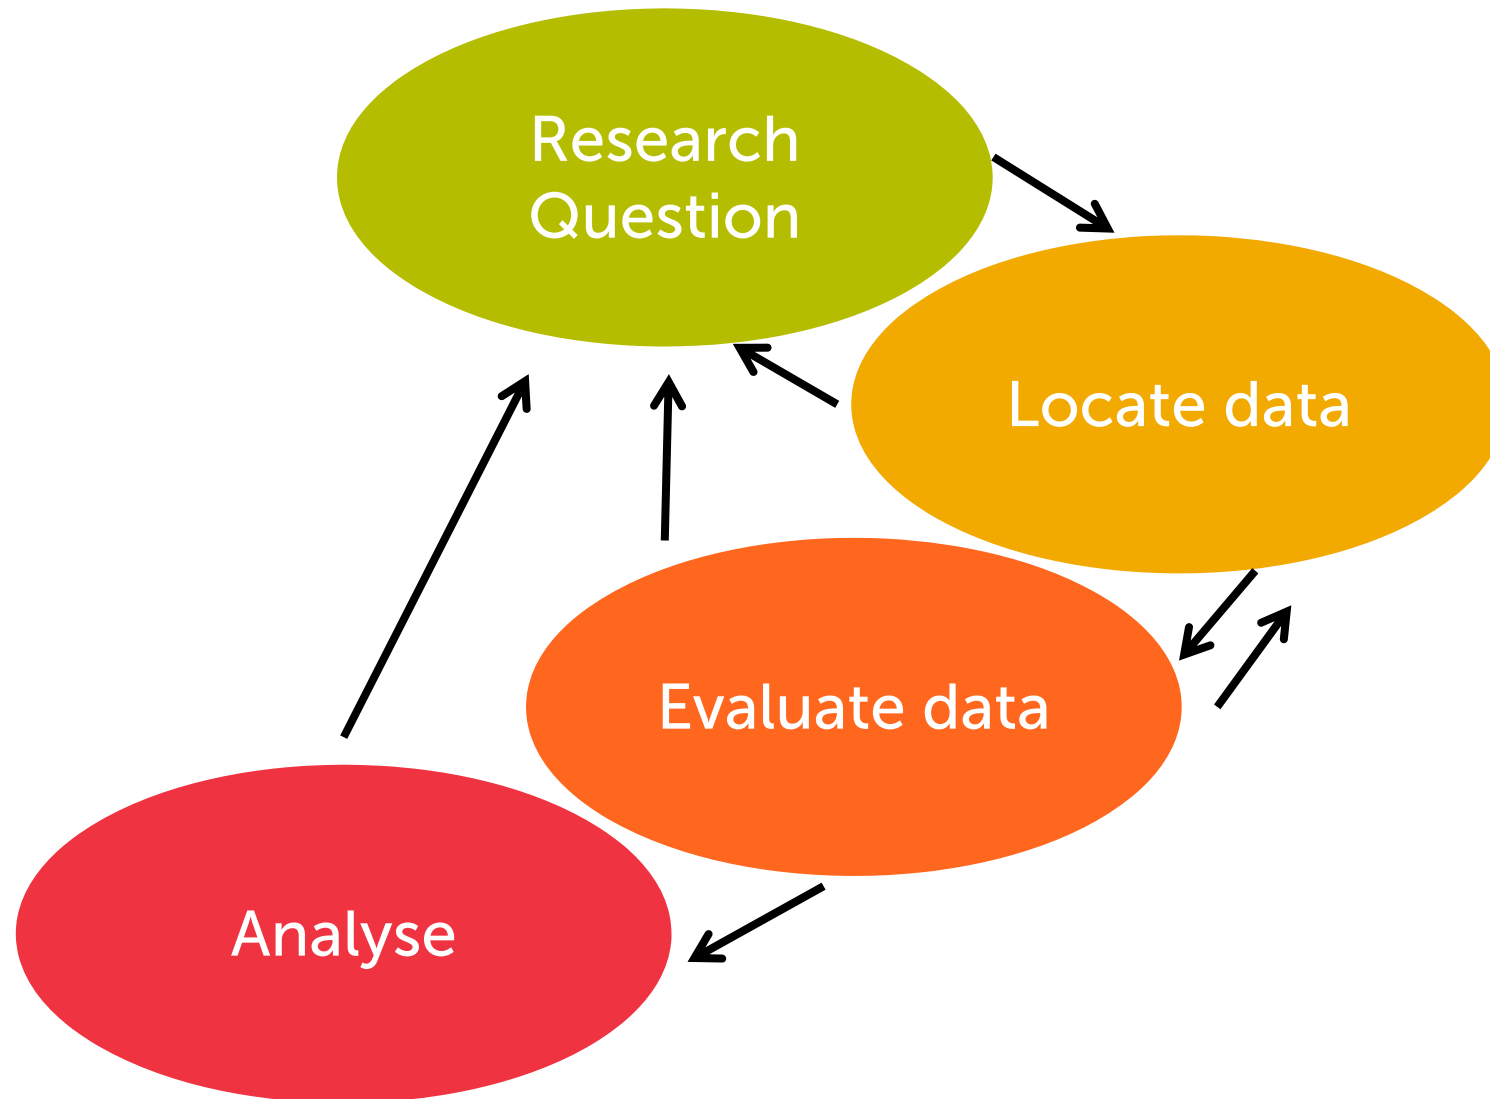 Research
Question
Locate data
Evaluate data
Analyse